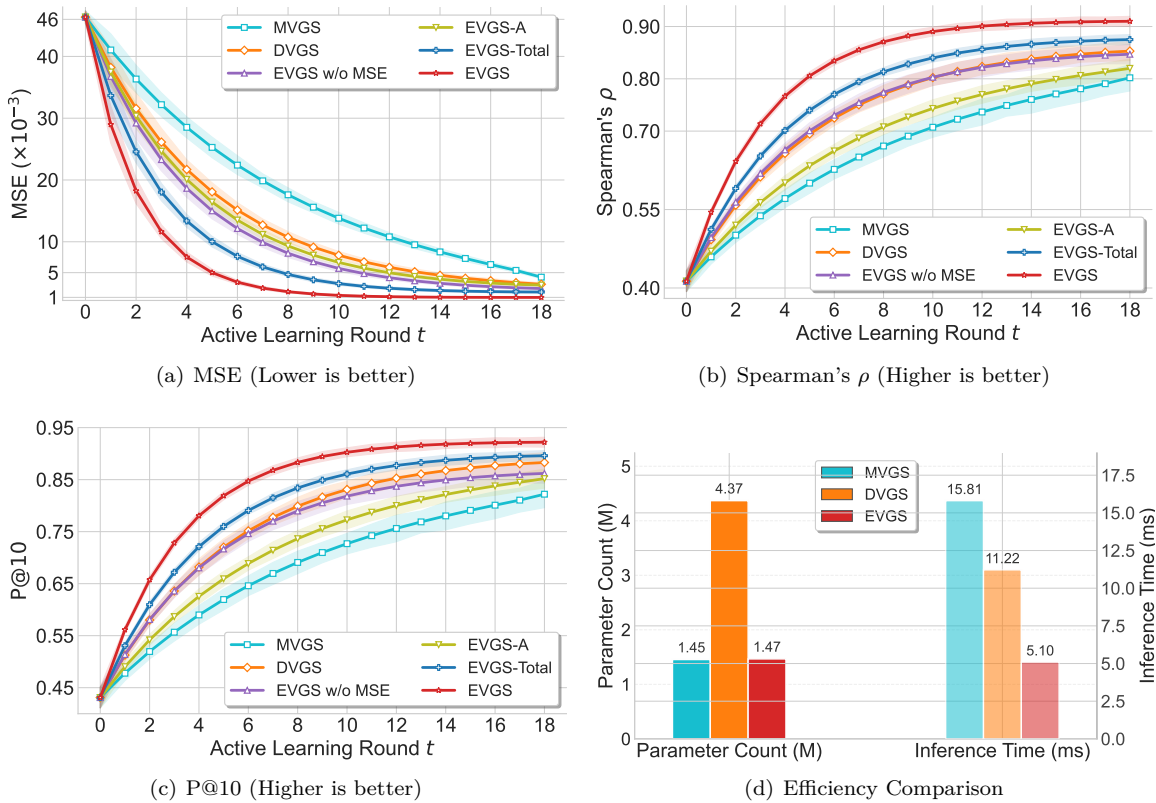 46
40
30
20
10
5
1
MSE (×10⁻³)
MVGS
DVGS
EVGS w/o MSE
EVGS-A
EVGS-Total
EVGS
0 2 4 6 8 10 12 14 16 18
Active Learning Round t
(a) MSE (Lower is better)
0.90
0.80
0.70
0.55
0.40
Spearman's ρ
MVGS
DVGS
EVGS w/o MSE
EVGS-A
EVGS-Total
EVGS
0 2 4 6 8 10 12 14 16 18
Active Learning Round t
(b) Spearman's ρ (Higher is better)
0.95
0.85
0.75
0.65
0.55
0.45
P@10
MVGS
DVGS
EVGS w/o MSE
EVGS-A
EVGS-Total
EVGS
0 2 4 6 8 10 12 14 16 18
Active Learning Round t
(c) P@10 (Higher is better)
5
4
3
2
1
0
Parameter Count (M)
MVGS
DVGS
EVGS
1.45
4.37
1.47
15.81
11.22
5.10
17.5
15.0
12.5
10.0
7.5
5.0
2.5
0.0
Inference Time (ms)
Parameter Count (M) Inference Time (ms)
(d) Efficiency Comparison